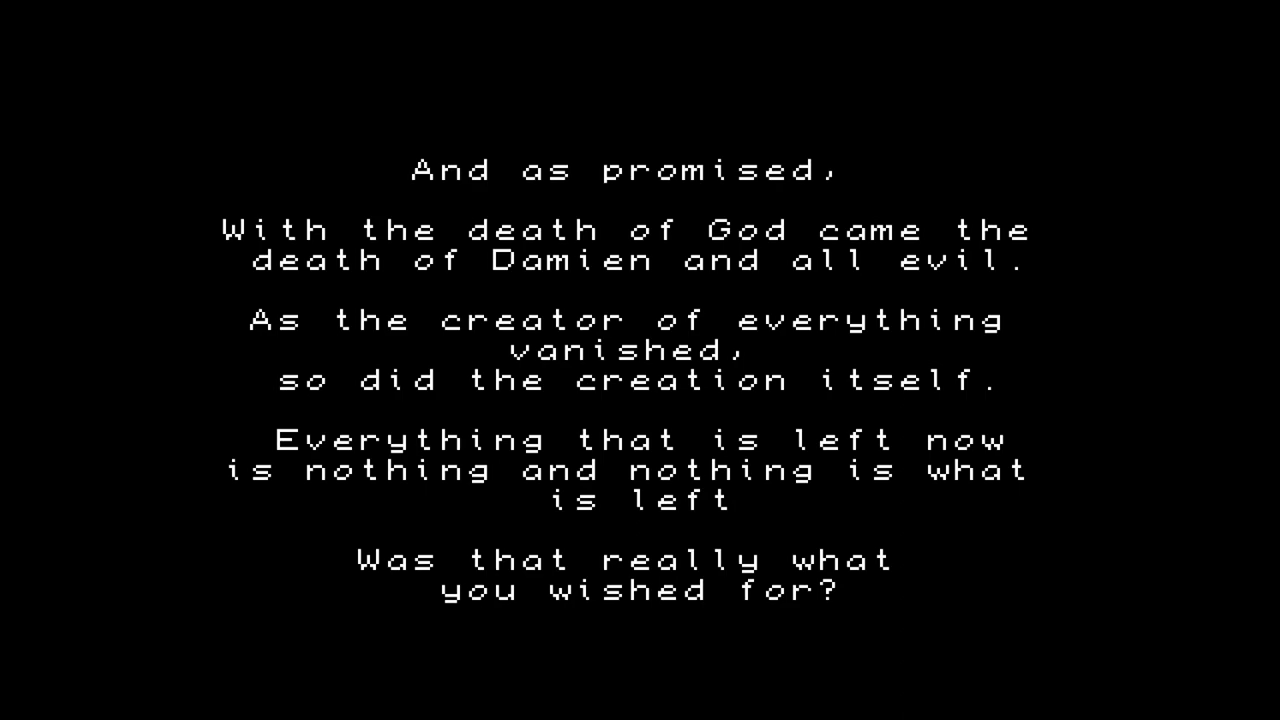 And as promised,
With the death of God came the
death of Damien and all evil.
As the creator of everything
vanished,
so did the creation itself.
Everything that is left now
is nothing and nothing is what
is left
Was that really what
you wished for?